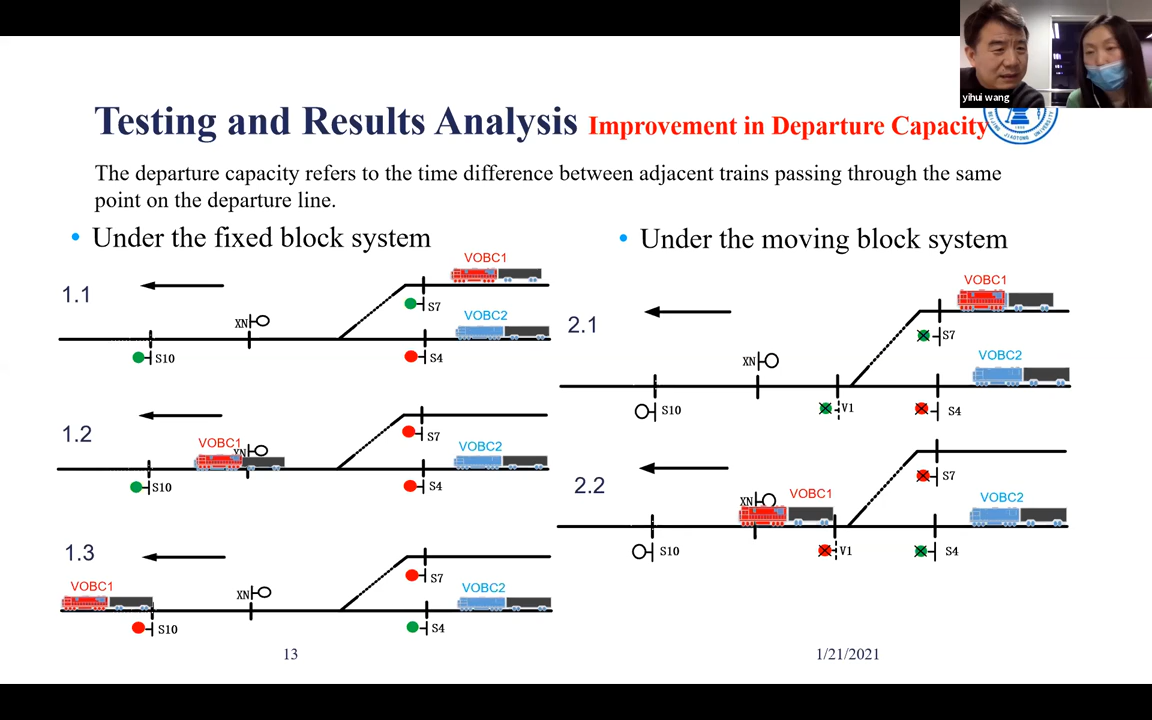 yihui wang
Testing and Results Analysis Improvement in Departure Capacity
The departure capacity refers to the time difference between adjacent trains passing through the same
point on the departure line.
• Under the fixed block system
1.1
VOBC1
S7
XN
VOBC2
S10
S4
1.2
VOBC1
XN
S7
VOBC2
S10
S4
1.3
VOBC1
XN
S7
VOBC2
S10
S4
• Under the moving block system
2.1
VOBC1
S7
XN
VOBC2
S10
V1
S4
2.2
XN
VOBC1
S7
VOBC2
S10
V1
S4
13
1/21/2021